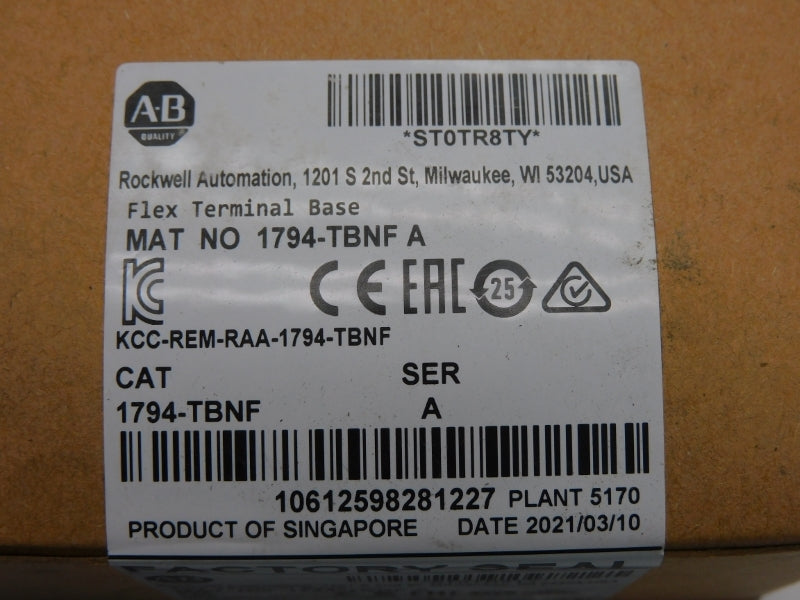 A-B
QUALITY
*ST0TR8TY*
Rockwell Automation, 1201 S 2nd St, Milwaukee, WI 53204,USA
Flex Terminal Base
MAT NO 1794-TBNF A
CE EAC 25
KCC-REM-RAA-1794-TBNF
CAT SER
1794-TBNF A
10612598281227 PLANT 5170
PRODUCT OF SINGAPORE DATE 2021/03/10
FACTORY SEAL